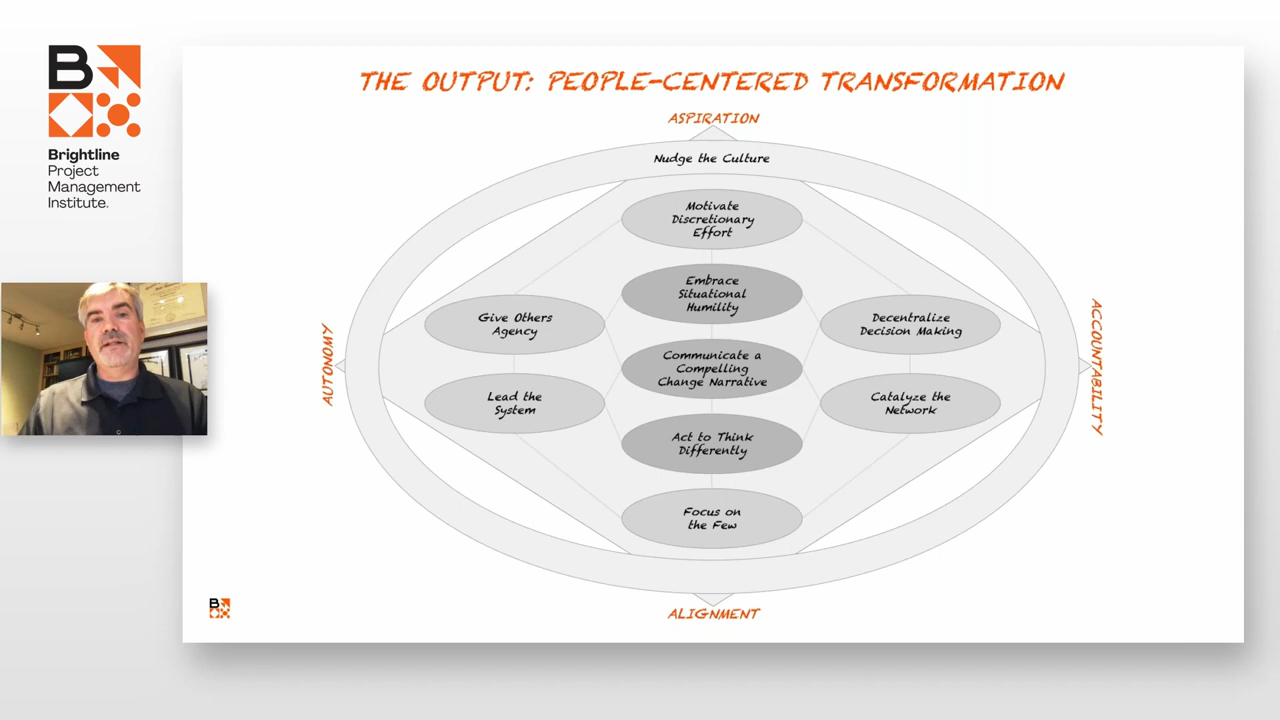 B
Brightline
Project
Management
Institute.
THE OUTPUT: PEOPLE-CENTERED TRANSFORMATION
ASPIRATION
Nudge the Culture
Motivate
Discretionary
Effort
Embrace
Situational
Humility
Give Others
Agency
Decentralize
Decision Making
AUTONOMY
ACCOUNTABILITY
Communicate a
Compelling
Change Narrative
Lead the
System
Catalyze the
Network
Act to Think
Differently
Focus on
the Few
ALIGNMENT
B